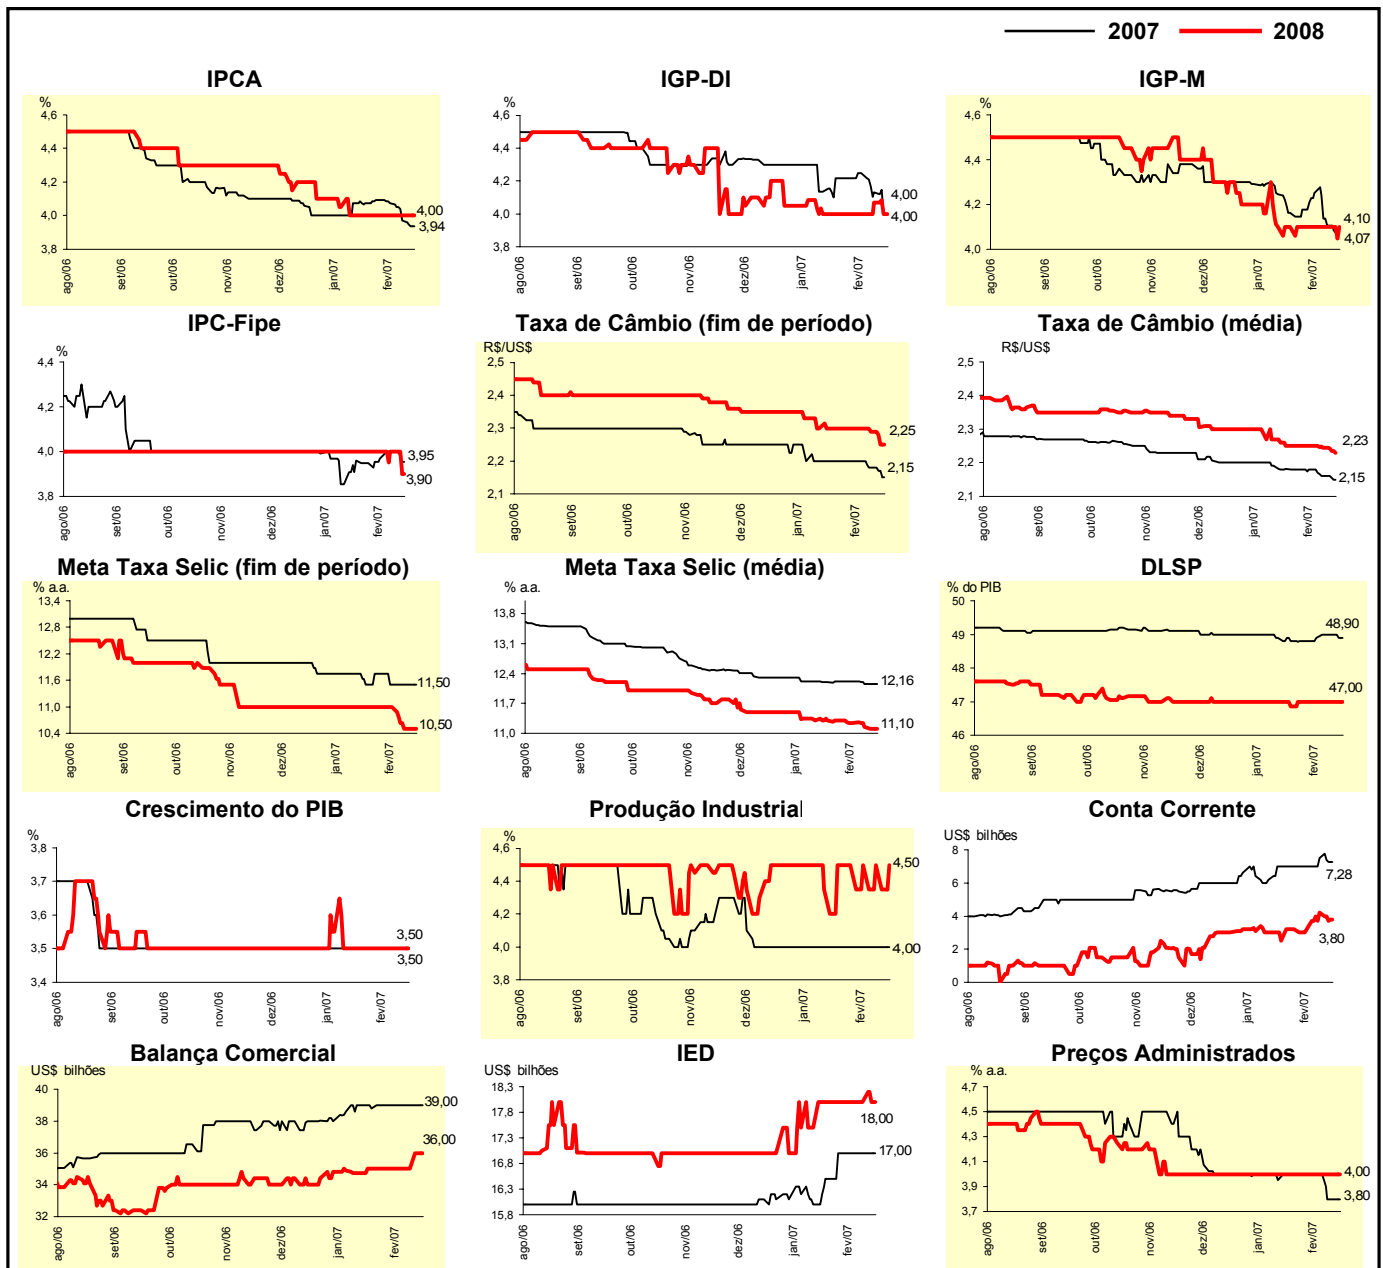 2007 2008
IPCA IGP-DI IGP-M
% % %
4,6 4,6 4,6
4,4 4,4 4,4
4,2 4,2 4,2
4,0 4,0 4,0
3,8 3,8
4,00 4,00 4,10
3,94 4,00 4,07
ago/06 set/06 out/06 nov/06 dez/06 jan/07 fev/07
ago/06 set/06 out/06 nov/06 dez/06 jan/07 fev/07
ago/06 set/06 out/06 nov/06 dez/06 jan/07 fev/07
IPC-Fipe Taxa de Câmbio (fim de período) Taxa de Câmbio (média)
% R$/US$ R$/US$
4,4 2,5 2,5
4,2 2,4 2,4
4,0 2,3 2,3
3,8 2,2 2,2
2,1 2,1
3,95 2,25 2,23
3,90 2,15 2,15
ago/06 set/06 out/06 nov/06 dez/06 jan/07 fev/07
ago/06 set/06 out/06 nov/06 dez/06 jan/07 fev/07
ago/06 set/06 out/06 nov/06 dez/06 jan/07 fev/07
Meta Taxa Selic (fim de período) Meta Taxa Selic (média) DLSP
% a.a. % a.a. % do PIB
13,4 13,8 50
12,8 13,1 49
12,2 12,4 48
11,6 11,7 47
11,0 11,0 46
10,4
11,50 12,16 48,90
10,50 11,10 47,00
ago/06 set/06 out/06 nov/06 dez/06 jan/07 fev/07
ago/06 set/06 out/06 nov/06 dez/06 jan/07 fev/07
ago/06 set/06 out/06 nov/06 dez/06 jan/07 fev/07
Crescimento do PIB Produção Industrial Conta Corrente
% % US$ bilhões
3,8 4,6 8
3,7 4,4 6
3,6 4,2 4
3,5 4,0 2
3,4 3,8 0
3,50 4,50 7,28
3,50 4,00 3,80
ago/06 set/06 out/06 nov/06 dez/06 jan/07 fev/07
ago/06 set/06 out/06 nov/06 dez/06 jan/07 fev/07
ago/06 set/06 out/06 nov/06 dez/06 jan/07 fev/07
Balança Comercial IED Preços Administrados
US$ bilhões US$ bilhões % a.a.
40 18,3 4,7
38 17,8 4,5
36 17,3 4,3
34 16,8 4,1
32 16,3 3,9
15,8 3,7
39,00 18,00 4,00
36,00 17,00 3,80
ago/06 set/06 out/06 nov/06 dez/06 jan/07 fev/07
ago/06 set/06 out/06 nov/06 dez/06 jan/07 fev/07
ago/06 set/06 out/06 nov/06 dez/06 jan/07 fev/07